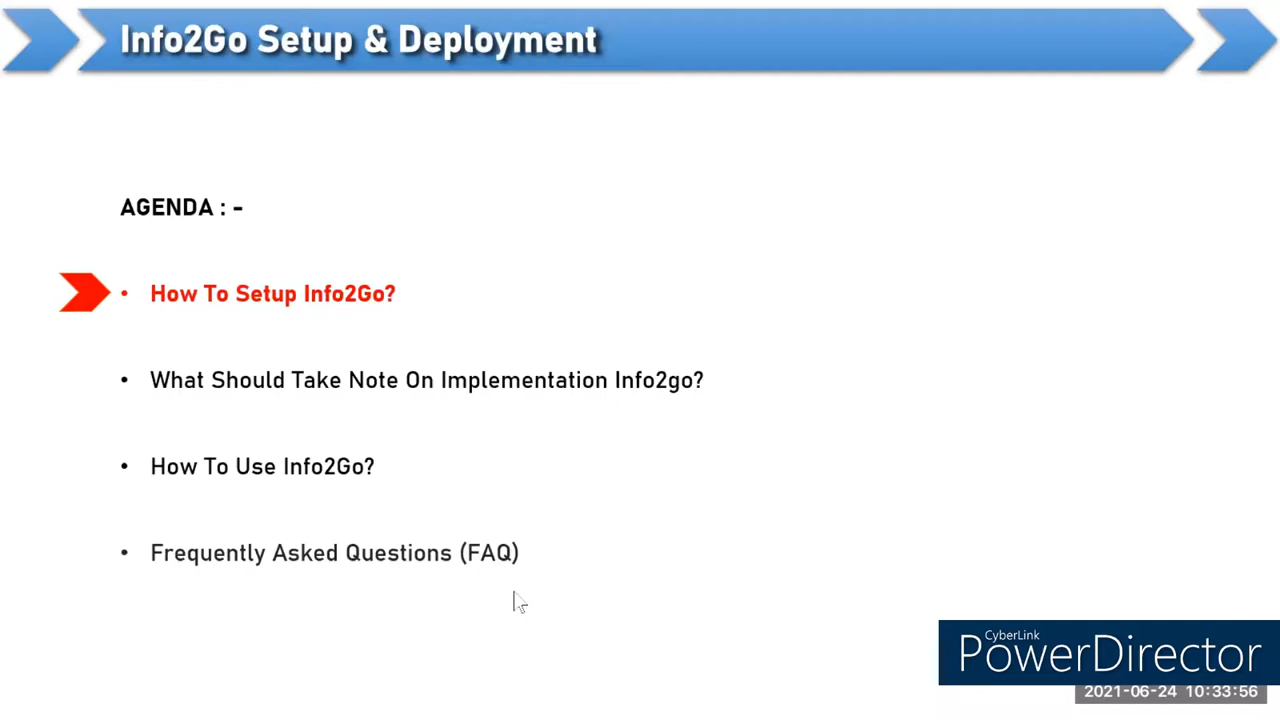 Info2Go Setup & Deployment
AGENDA : -
• How To Setup Info2Go?
• What Should Take Note On Implementation Info2go?
• How To Use Info2Go?
• Frequently Asked Questions (FAQ)
CyberLink
PowerDirector
2021-06-24 10:33:56